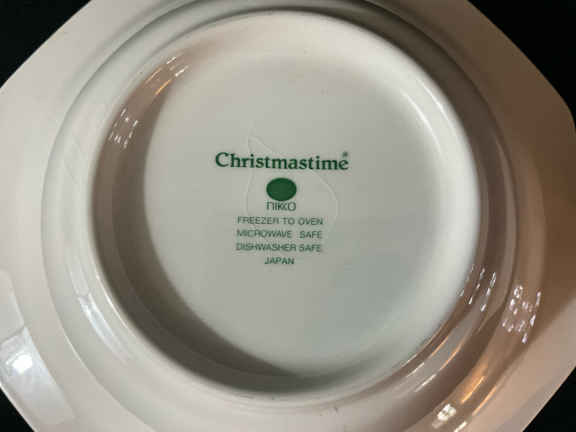 Christmastime®
NIKKO
FREEZER TO OVEN
MICROWAVE SAFE
DISHWASHER SAFE
JAPAN